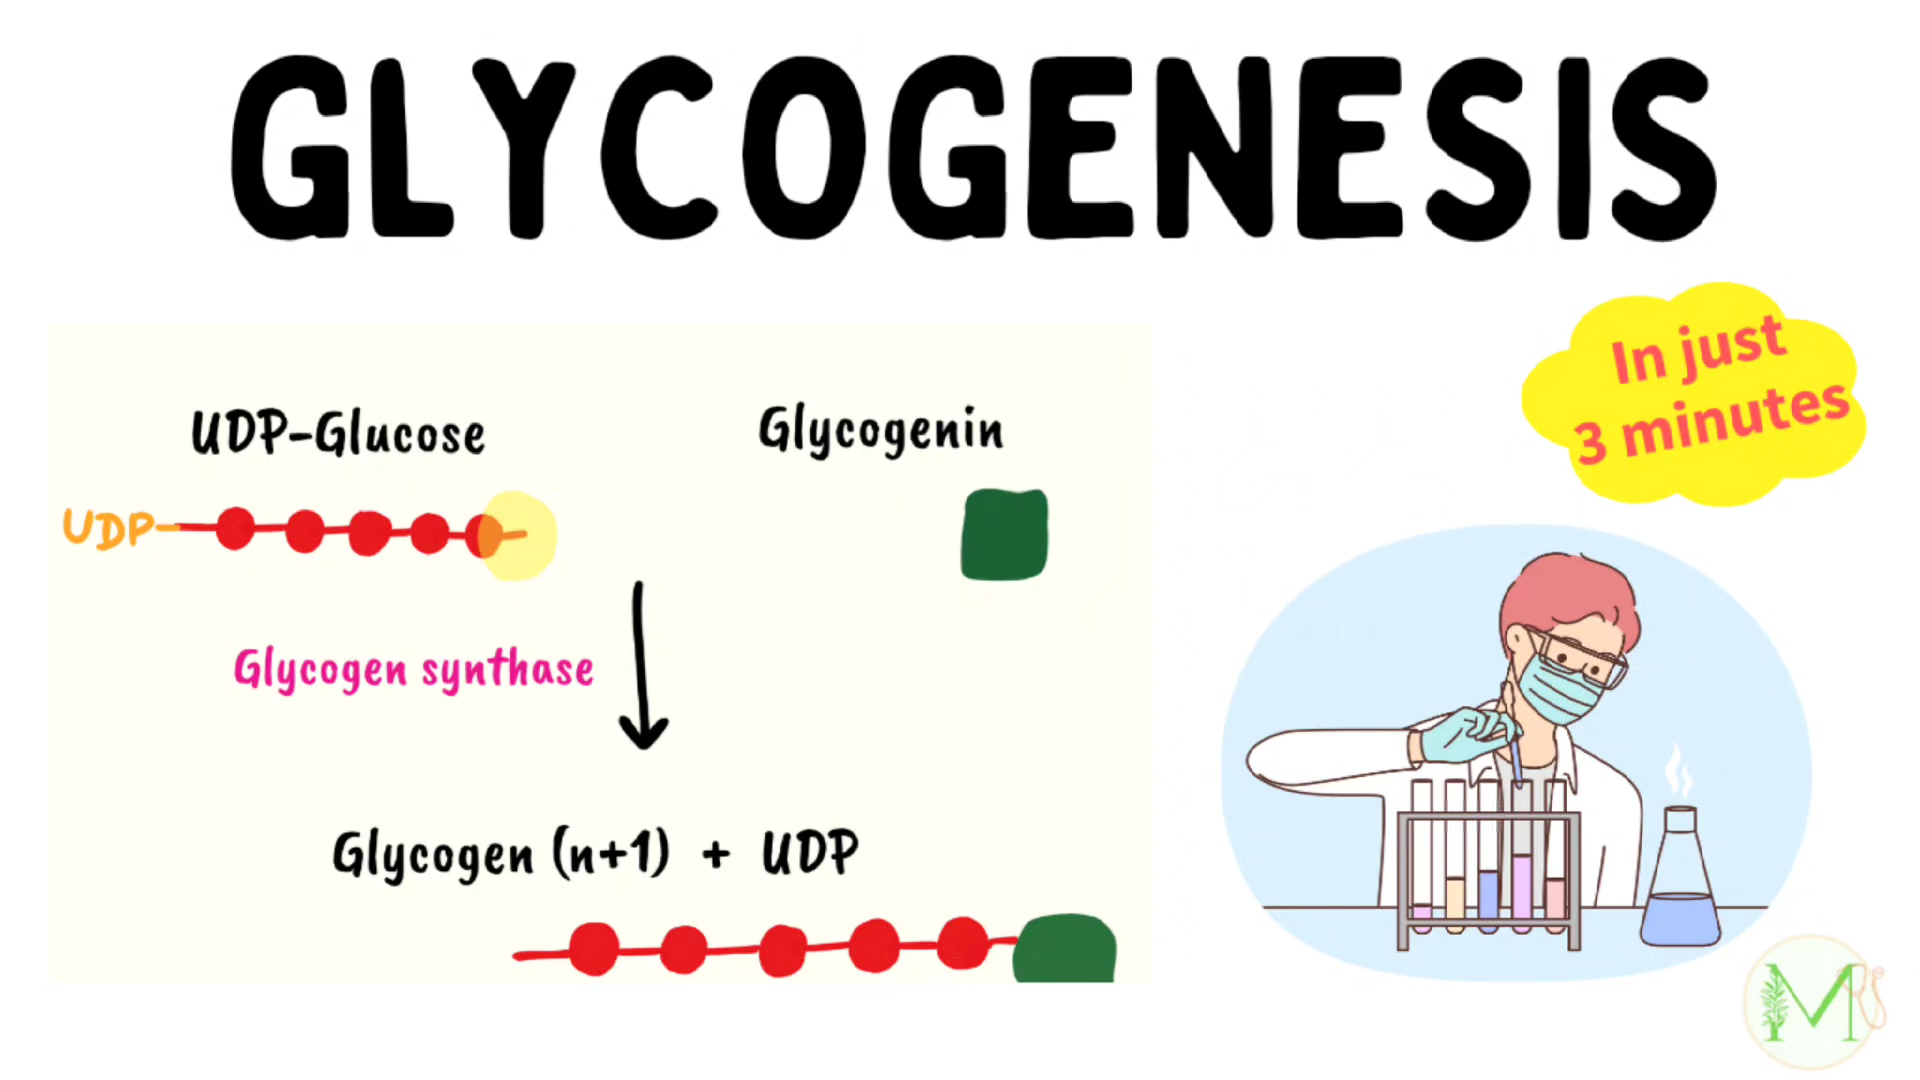 GLYCOGENESIS
In just
3 minutes
UDP-Glucose
Glycogenin
UDP
Glycogen synthase
Glycogen (n+1) + UDP
M